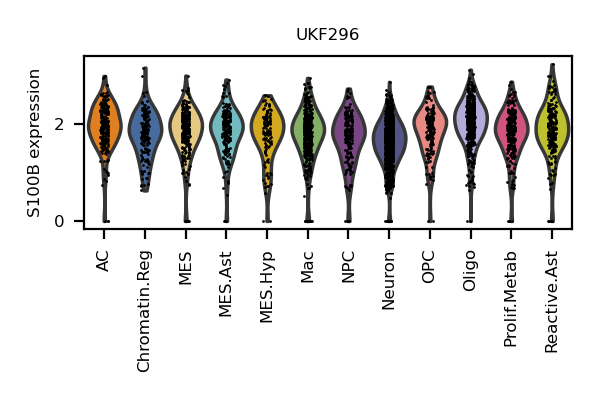 UKF296
S100B expression
2
0
AC
Chromatin.Reg
MES
MES.Ast
MES.Hyp
Mac
NPC
Neuron
OPC
Oligo
Prolif.Metab
Reactive.Ast